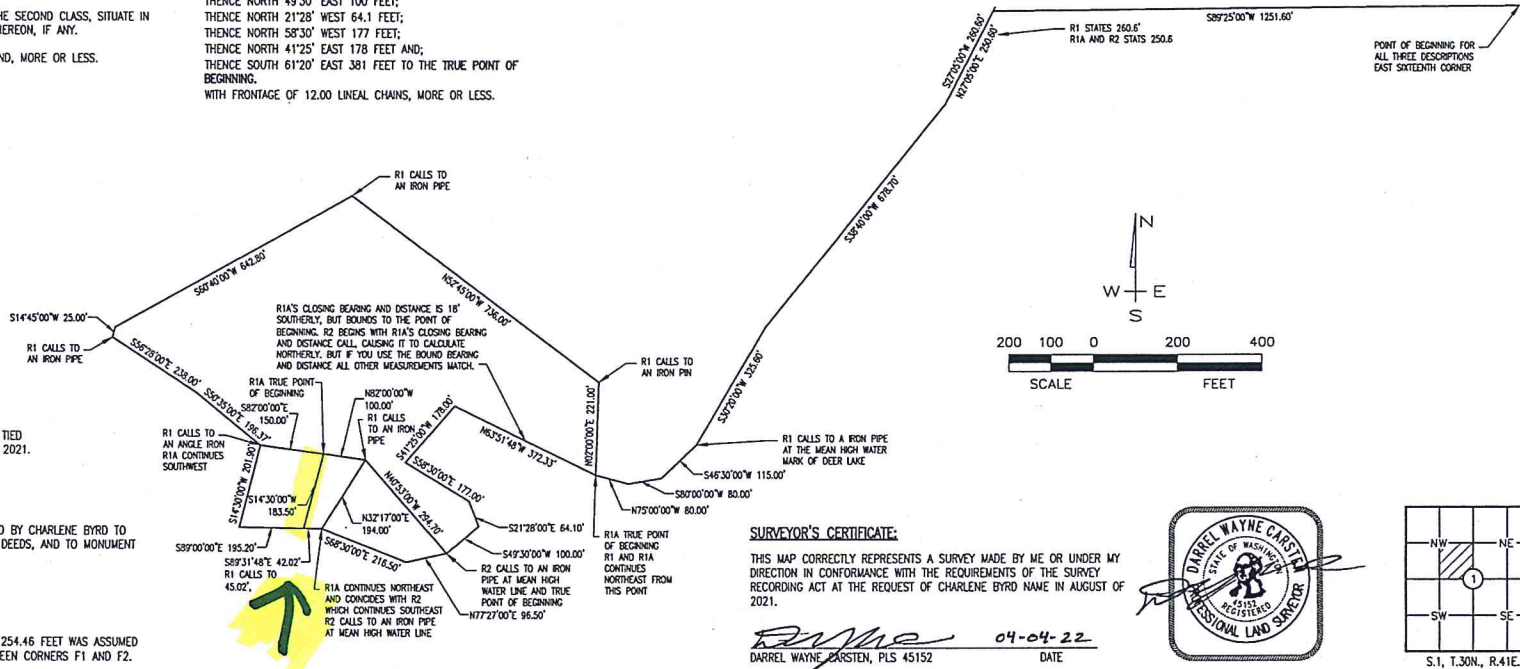 HE SECOND CLASS, SITUATE IN
HEREON, IF ANY.
ND, MORE OR LESS.
THENCE NORTH 49°30' EAST 100 FEET;
THENCE NORTH 21°28' WEST 64.1 FEET;
THENCE NORTH 58°30' WEST 177 FEET;
THENCE NORTH 41°25' EAST 178 FEET AND;
THENCE SOUTH 61°20' EAST 381 FEET TO THE TRUE POINT OF
BEGINNING.
WITH FRONTAGE OF 12.00 LINEAL CHAINS, MORE OR LESS.
S27°05'00"W 260.60'
N27°05'00"E 250.60'
R1 STATES 260.6'
R1A AND R2 STATS 250.6
S89°25'00"W 1251.60'
POINT OF BEGINNING FOR
ALL THREE DESCRIPTIONS
EAST SIXTEENTH CORNER
S38°40'00"W 678.70'
S30°20'00"W 325.60'
R1 CALLS TO
AN IRON PIPE
S60°40'00"W 642.80'
N52°45'00"W 736.00'
S14°45'00"W 25.00'
R1 CALLS TO
AN IRON PIPE
S56°28'00"E 238.00'
S50°35'00"E 196.37'
R1A'S CLOSING BEARING AND DISTANCE IS 18'
SOUTHERLY, BUT BOUNDS TO THE POINT OF
BEGINNING. R2 BEGINS WITH R1A'S CLOSING BEARING
AND DISTANCE CALL, CAUSING IT TO CALCULATE
NORTHERLY. BUT IF YOU USE THE BOUND BEARING
AND DISTANCE ALL OTHER MEASUREMENTS MATCH.
R1 CALLS TO
AN IRON PIN
N02°00'00"E 221.00'
R1A TRUE POINT
OF BEGINNING
S82°00'00"E
150.00'
N82°00'00"W
100.00'
R1 CALLS
TO AN IRON
PIPE
R1 CALLS TO
AN ANGLE IRON
R1A CONTINUES
SOUTHWEST
S14°30'00"W 201.90'
S14°30'00"W
183.50'
N32°17'00"E
194.00'
N40°53'00"W 294.70'
S41°25'00"W 178.00'
N63°51'48"W 372.33'
S58°30'00"E 177.00'
S21°28'00"E 64.10'
S49°30'00"W 100.00'
R2 CALLS TO AN IRON
PIPE AT MEAN HIGH
WATER LINE AND TRUE
POINT OF BEGINNING
N77°27'00"E 96.50'
S68°30'00"E 216.50'
S89°00'00"E 195.20'
S89°31'48"E 42.02'
R1 CALLS TO
45.02',
R1A CONTINUES NORTHEAST
AND COINCIDES WITH R2
WHICH CONTINUES SOUTHEAST
R2 CALLS TO AN IRON PIPE
AT MEAN HIGH WATER LINE
R1A TRUE POINT
OF BEGINNING
R1 AND R1A
CONTINUES
NORTHEAST FROM
THIS POINT
N75°00'00"W 80.00'
S80°00'00"W 80.00'
S46°30'00"W 115.00'
R1 CALLS TO A IRON PIPE
AT THE MEAN HIGH WATER
MARK OF DEER LAKE
N
W E
S
200 100 0 200 400
SCALE FEET
TIED
2021.
D BY CHARLENE BYRD TO
DEEDS, AND TO MONUMENT
254.46 FEET WAS ASSUMED
EEN CORNERS F1 AND F2.
SURVEYOR'S CERTIFICATE:
THIS MAP CORRECTLY REPRESENTS A SURVEY MADE BY ME OR UNDER MY
DIRECTION IN CONFORMANCE WITH THE REQUIREMENTS OF THE SURVEY
RECORDING ACT AT THE REQUEST OF CHARLENE BYRD NAME IN AUGUST OF
2021.
04-04-22
DARREL WAYNE CARSTEN, PLS 45152 DATE
DARREL WAYNE CARSTEN
STATE OF WASHINGTON
45152
REGISTERED
PROFESSIONAL LAND SURVEYOR
NW NE
1
SW SE
S.1, T.30N., R.41E.